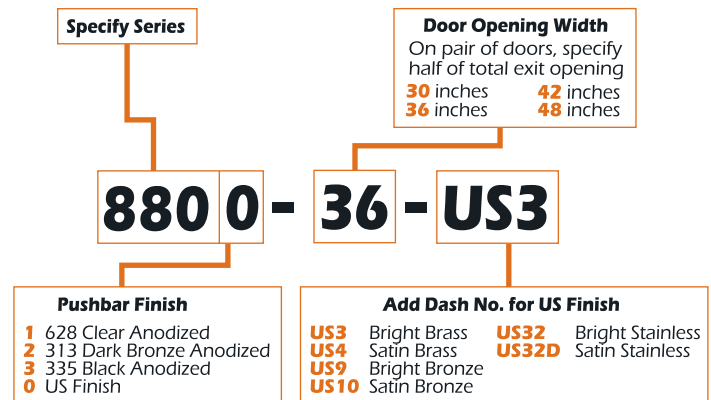 Specify Series
Door Opening Width
On pair of doors, specify
half of total exit opening
30 inches 42 inches
36 inches 48 inches
8800 - 36 - US3
Pushbar Finish
1 628 Clear Anodized
2 313 Dark Bronze Anodized
3 335 Black Anodized
0 US Finish
Add Dash No. for US Finish
US3 Bright Brass US32 Bright Stainless
US4 Satin Brass US32D Satin Stainless
US9 Bright Bronze
US10 Satin Bronze